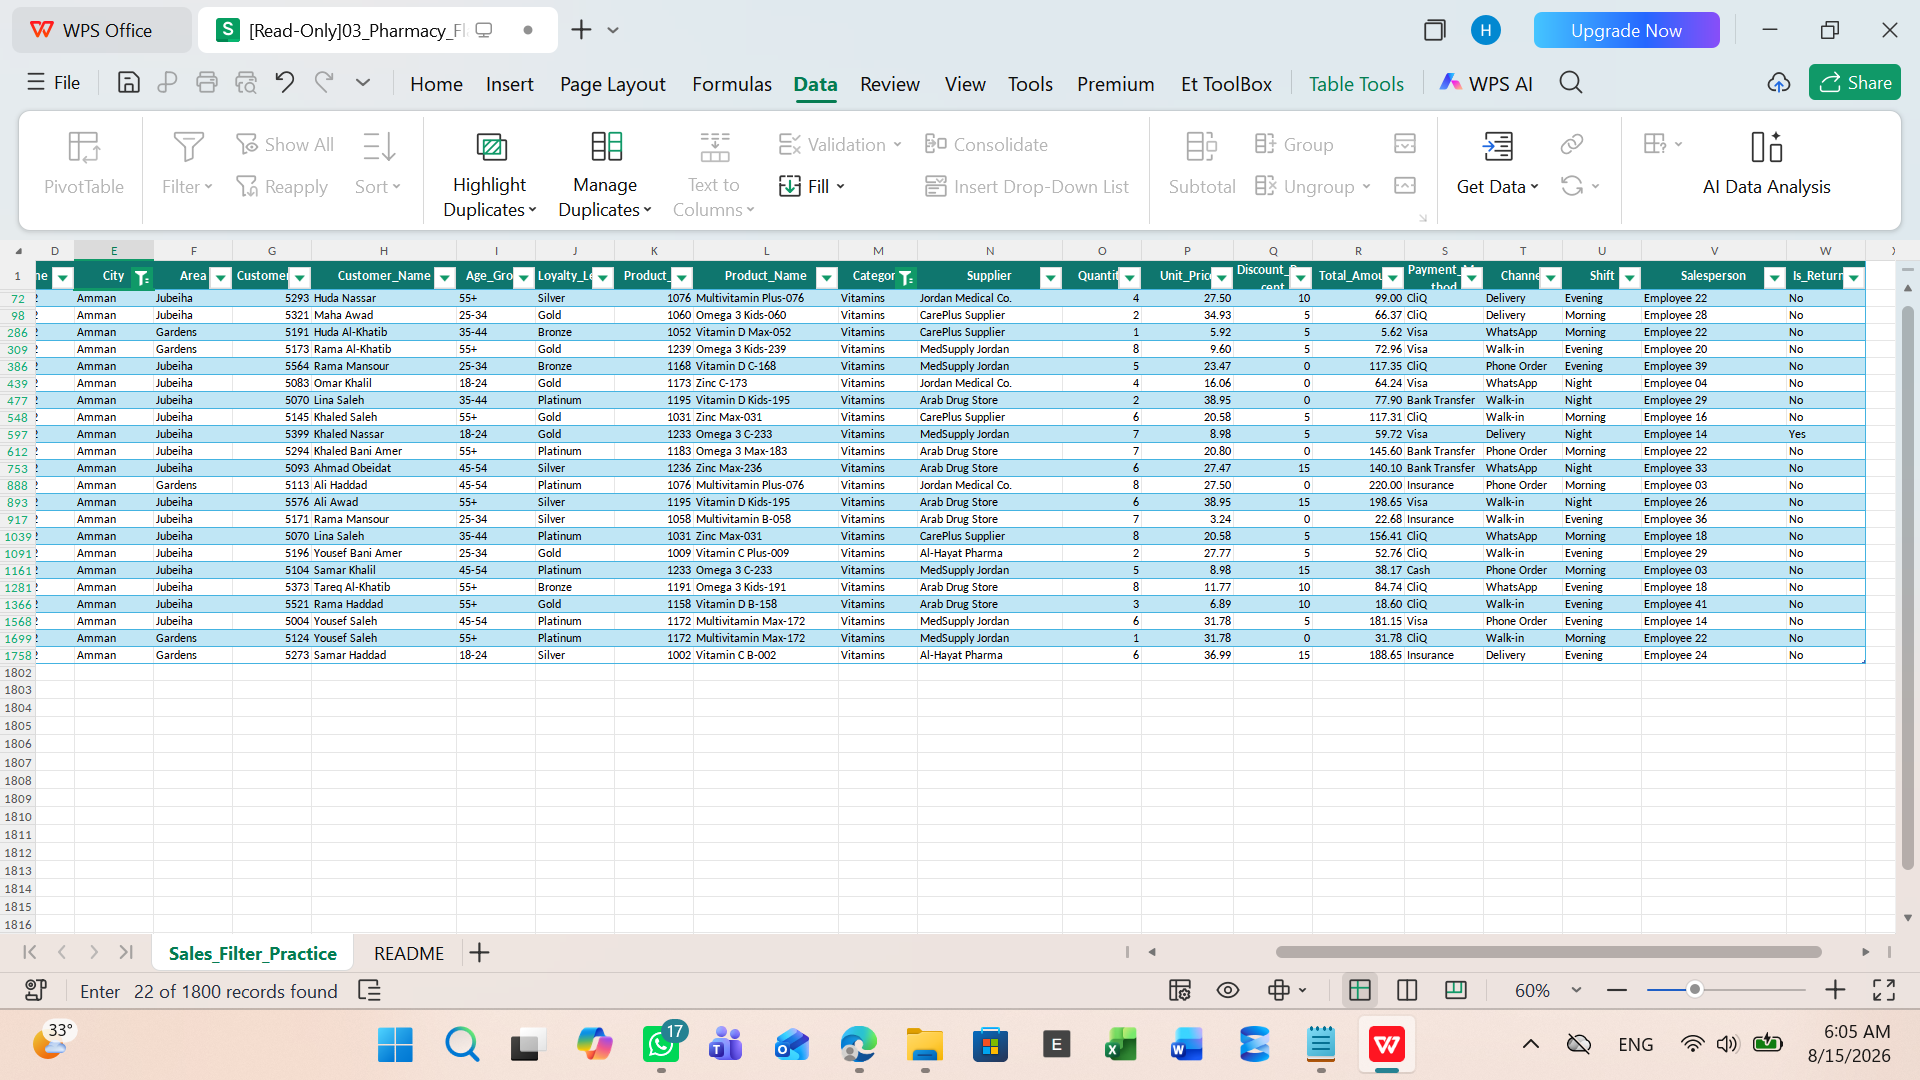 WPS Office
[Read-Only]03_Pharmacy_Fl
H
Upgrade Now
File
Home Insert Page Layout Formulas Data Review View Tools Premium Et ToolBox Table Tools WPS AI
Share
PivotTable
Filter
Show All
Reapply
Sort
Highlight Duplicates
Manage Duplicates
Text to Columns
Validation
Fill
Consolidate
Insert Drop-Down List
Subtotal
Group
Ungroup
Get Data
AI Data Analysis
D E F G H I J K L M N O P Q R S T U V W
1 City Area Customer Customer_Name Age_Gro Loyalty_Le Product_ Product_Name Categor Supplier Quantit Unit_Price Discount_ cent Total_Amou Payment_ thod Channe Shift Salesperson Is_Return
72 Amman Jubeiha 5293 Huda Nassar 55+ Silver 1076 Multivitamin Plus-076 Vitamins Jordan Medical Co. 4 27.50 10 99.00 CliQ Delivery Evening Employee 22 No
98 Amman Jubeiha 5321 Maha Awad 25-34 Gold 1060 Omega 3 Kids-060 Vitamins CarePlus Supplier 2 34.93 5 66.37 CliQ Delivery Morning Employee 28 No
286 Amman Gardens 5191 Huda Al-Khatib 35-44 Bronze 1052 Vitamin D Max-052 Vitamins CarePlus Supplier 1 5.92 5 5.62 Visa WhatsApp Morning Employee 22 No
309 Amman Gardens 5173 Rama Al-Khatib 55+ Gold 1239 Omega 3 Kids-239 Vitamins MedSupply Jordan 8 9.60 5 72.96 Visa Walk-in Evening Employee 20 No
386 Amman Jubeiha 5564 Rama Mansour 25-34 Bronze 1168 Vitamin D C-168 Vitamins MedSupply Jordan 5 23.47 0 117.35 CliQ Phone Order Evening Employee 39 No
439 Amman Jubeiha 5083 Omar Khalil 18-24 Gold 1173 Zinc C-173 Vitamins Jordan Medical Co. 4 16.06 0 64.24 Visa WhatsApp Night Employee 04 No
477 Amman Jubeiha 5070 Lina Saleh 35-44 Platinum 1195 Vitamin D Kids-195 Vitamins Arab Drug Store 2 38.95 0 77.90 Bank Transfer Walk-in Night Employee 29 No
548 Amman Jubeiha 5145 Khaled Saleh 55+ Gold 1031 Zinc Max-031 Vitamins CarePlus Supplier 6 20.58 5 117.31 CliQ Walk-in Morning Employee 16 No
597 Amman Jubeiha 5399 Khaled Nassar 18-24 Gold 1233 Omega 3 C-233 Vitamins MedSupply Jordan 7 8.98 5 59.72 Visa Delivery Night Employee 14 Yes
612 Amman Jubeiha 5294 Khaled Bani Amer 55+ Platinum 1183 Omega 3 Max-183 Vitamins Arab Drug Store 7 20.80 0 145.60 Bank Transfer Phone Order Morning Employee 22 No
753 Amman Jubeiha 5093 Ahmad Obeidat 45-54 Silver 1236 Zinc Max-236 Vitamins Arab Drug Store 6 27.47 15 140.10 Bank Transfer WhatsApp Night Employee 33 No
888 Amman Gardens 5113 Ali Haddad 45-54 Platinum 1076 Multivitamin Plus-076 Vitamins Jordan Medical Co. 8 27.50 0 220.00 Insurance Phone Order Morning Employee 03 No
893 Amman Jubeiha 5576 Ali Awad 55+ Silver 1195 Vitamin D Kids-195 Vitamins Arab Drug Store 6 38.95 15 198.65 Visa Walk-in Night Employee 26 No
917 Amman Jubeiha 5171 Rama Mansour 25-34 Silver 1058 Multivitamin B-058 Vitamins Arab Drug Store 7 3.24 0 22.68 Insurance Walk-in Evening Employee 36 No
1039 Amman Jubeiha 5070 Lina Saleh 35-44 Platinum 1031 Zinc Max-031 Vitamins CarePlus Supplier 8 20.58 5 156.41 CliQ WhatsApp Morning Employee 18 No
1091 Amman Jubeiha 5196 Yousef Bani Amer 25-34 Gold 1009 Vitamin C Plus-009 Vitamins Al-Hayat Pharma 2 27.77 5 52.76 CliQ Walk-in Evening Employee 29 No
1161 Amman Jubeiha 5104 Samar Khalil 45-54 Platinum 1233 Omega 3 C-233 Vitamins MedSupply Jordan 5 8.98 15 38.17 Cash Phone Order Morning Employee 03 No
1281 Amman Jubeiha 5373 Tareq Al-Khatib 55+ Bronze 1191 Omega 3 Kids-191 Vitamins Arab Drug Store 8 11.77 10 84.74 CliQ WhatsApp Evening Employee 18 No
1366 Amman Jubeiha 5521 Rama Haddad 55+ Gold 1158 Vitamin D B-158 Vitamins Arab Drug Store 3 6.89 10 18.60 CliQ Walk-in Evening Employee 41 No
1568 Amman Jubeiha 5004 Yousef Saleh 45-54 Platinum 1172 Multivitamin Max-172 Vitamins MedSupply Jordan 6 31.78 5 181.15 Visa Phone Order Evening Employee 14 No
1699 Amman Gardens 5124 Yousef Saleh 55+ Platinum 1172 Multivitamin Max-172 Vitamins MedSupply Jordan 1 31.78 0 31.78 CliQ Walk-in Morning Employee 22 No
1758 Amman Gardens 5273 Samar Haddad 18-24 Silver 1002 Vitamin C B-002 Vitamins Al-Hayat Pharma 6 36.99 15 188.65 Insurance Delivery Evening Employee 24 No
1802
1803
1804
1805
1806
1807
1808
1809
1810
1811
1812
1813
1814
1815
1816
Sales_Filter_Practice README
Enter 22 of 1800 records found
60%
33°
17
ENG
6:05 AM
8/15/2026